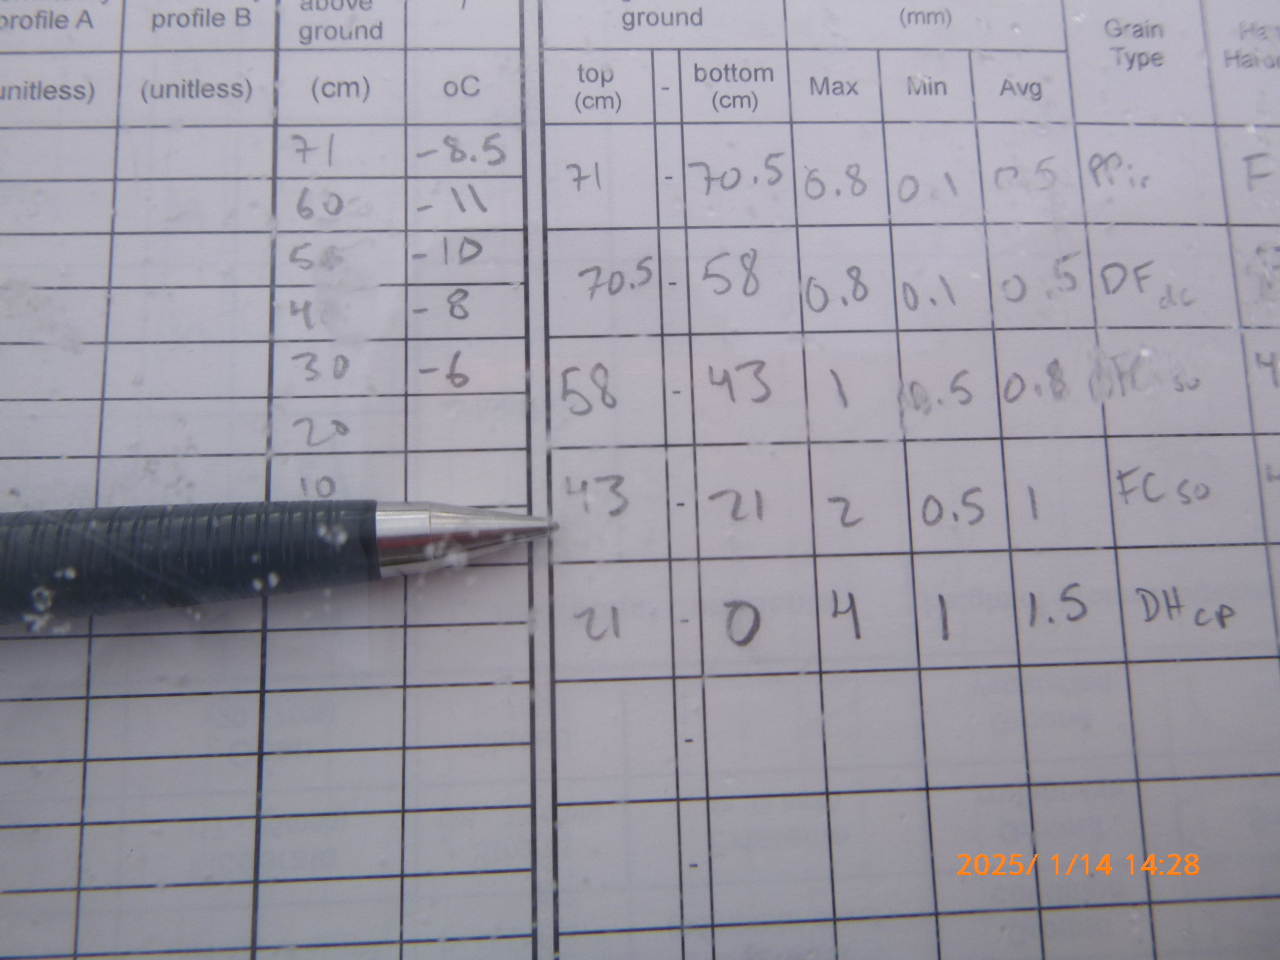 profile A profile B above ground ground (mm) Grain Type
(unitless) (cm) oC top (cm) - bottom (cm) Max Min Avg
71 -8.5
71 - 70.5 0.8 0.1 0.5 PPir F
60 -11
50 -10
70.5 - 58 0.8 0.1 0.5 DFdc
40 -8
30 -6
58 - 43 1 0.5 0.8 so 4
20
10
43 - 21 2 0.5 1 FCso
21 - 0 4 1 1.5 DHcp
-
-
2025/ 1/14 14:28